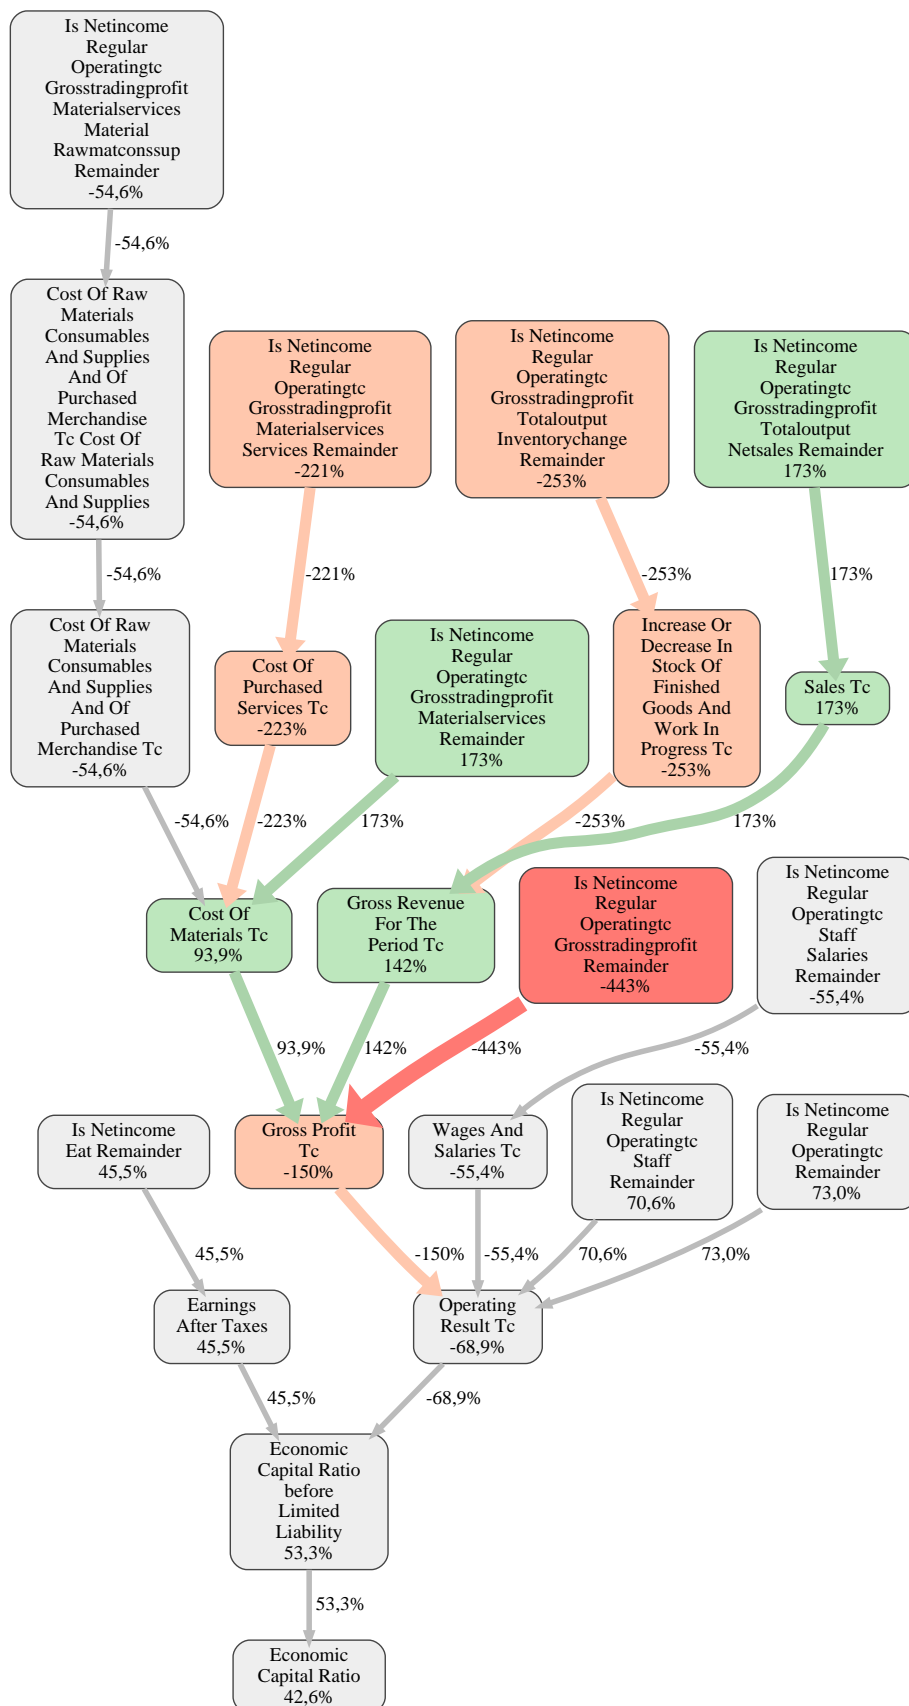 Is Netincome
Regular
Operatingtc
Grosstradingprofit
Materialservices
Material
Rawmatconssup
Remainder
-54,6%
-54,6%
Cost Of Raw
Materials
Consumables
And Supplies
And Of
Purchased
Merchandise
Tc Cost Of
Raw Materials
Consumables
And Supplies
-54,6%
Is Netincome
Regular
Operatingtc
Grosstradingprofit
Materialservices
Services Remainder
-221%
Is Netincome
Regular
Operatingtc
Grosstradingprofit
Totaloutput
Inventorychange
Remainder
-253%
Is Netincome
Regular
Operatingtc
Grosstradingprofit
Totaloutput
Netsales Remainder
173%
-54,6%
-221%
-253%
173%
Cost Of Raw
Materials
Consumables
And Supplies
And Of
Purchased
Merchandise Tc
-54,6%
Cost Of
Purchased
Services Tc
-223%
Is Netincome
Regular
Operatingtc
Grosstradingprofit
Materialservices
Remainder
173%
Increase Or
Decrease In
Stock Of
Finished
Goods And
Work In
Progress Tc
-253%
Sales Tc
173%
-54,6%
-223%
173%
-253%
173%
Cost Of
Materials Tc
93,9%
Gross Revenue
For The
Period Tc
142%
Is Netincome
Regular
Operatingtc
Grosstradingprofit
Remainder
-443%
Is Netincome
Regular
Operatingtc
Staff
Salaries
Remainder
-55,4%
93,9%
142%
-443%
-55,4%
Is Netincome
Eat Remainder
45,5%
Gross Profit
Tc
-150%
Wages And
Salaries Tc
-55,4%
Is Netincome
Regular
Operatingtc
Staff
Remainder
70,6%
Is Netincome
Regular
Operatingtc
Remainder
73,0%
45,5%
-150%
-55,4%
70,6%
73,0%
Earnings
After Taxes
45,5%
Operating
Result Tc
-68,9%
45,5%
-68,9%
Economic
Capital Ratio
before
Limited
Liability
53,3%
53,3%
Economic
Capital Ratio
42,6%